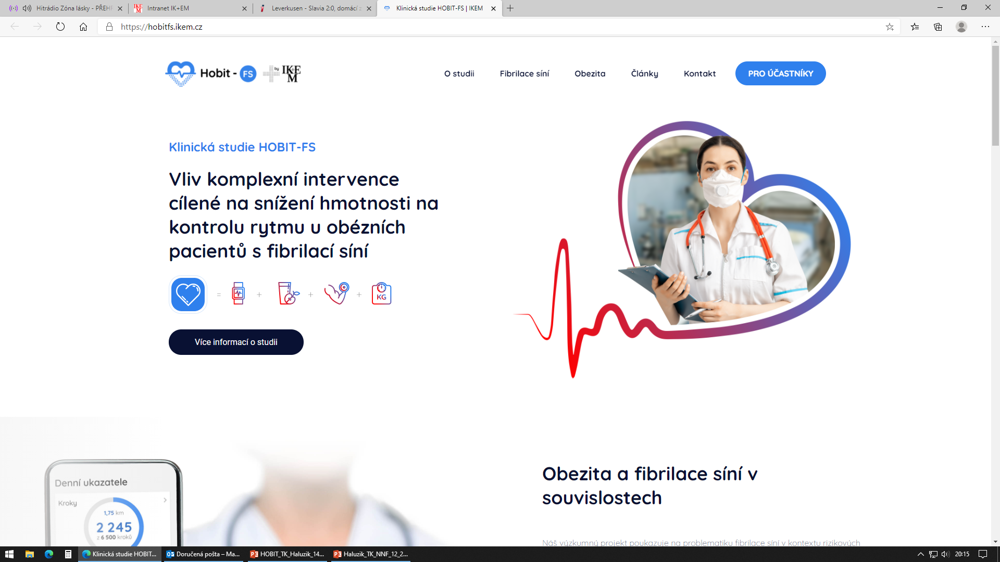 Hitrádio Zóna lásky - PŘEHR
IKEM
Intranet IK+EM
Leverkusen - Slavia 2:0, domácí z
Klinická studie HOBIT-FS | IKEM
https://hobitfs.ikem.cz
Hobit - FS by IK+EM
O studii
Fibrilace síní
Obezita
Články
Kontakt
PRO ÚČASTNÍKY
Klinická studie HOBIT-FS
Vliv komplexní intervence
cílené na snížení hmotnosti na
kontrolu rytmu u obézních
pacientů s fibrilací síní
= + + + KG
Více informací o studii
Denní ukazatele
Kroky
1,75 km
2 245
z 6 500 kroků
Obezita a fibrilace síní v
souvislostech
Náš výzkumný projekt poukazuje na problematiku fibrilace síní v kontextu rizikových
Klinická studie HOBIT...
Doručená pošta – Ma...
HOBIT_TK_Haluzik_14...
Haluzik_TK_NNF_12_2...
20:15